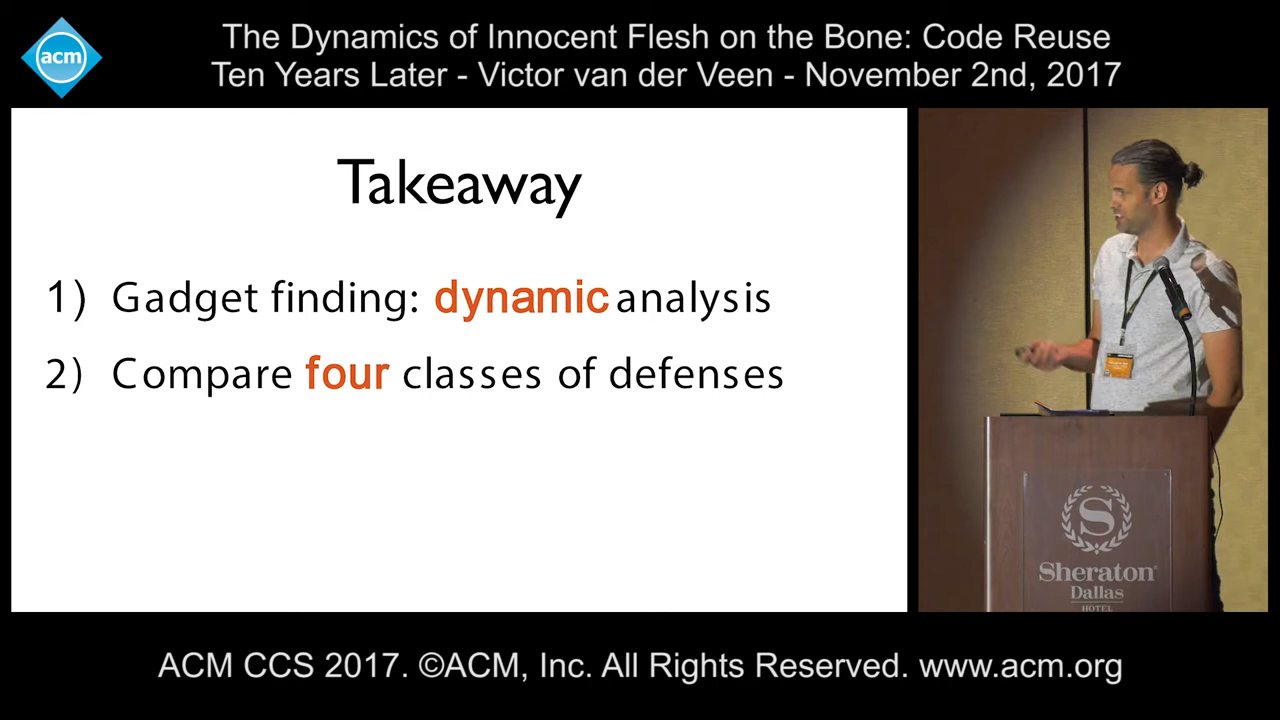 acm
The Dynamics of Innocent Flesh on the Bone: Code Reuse
Ten Years Later - Victor van der Veen - November 2nd, 2017
Takeaway
1) Gadget finding: dynamic analysis
2) Compare four classes of defenses
S
Sheraton®
Dallas
HOTEL
ACM CCS 2017. ©ACM, Inc. All Rights Reserved. www.acm.org